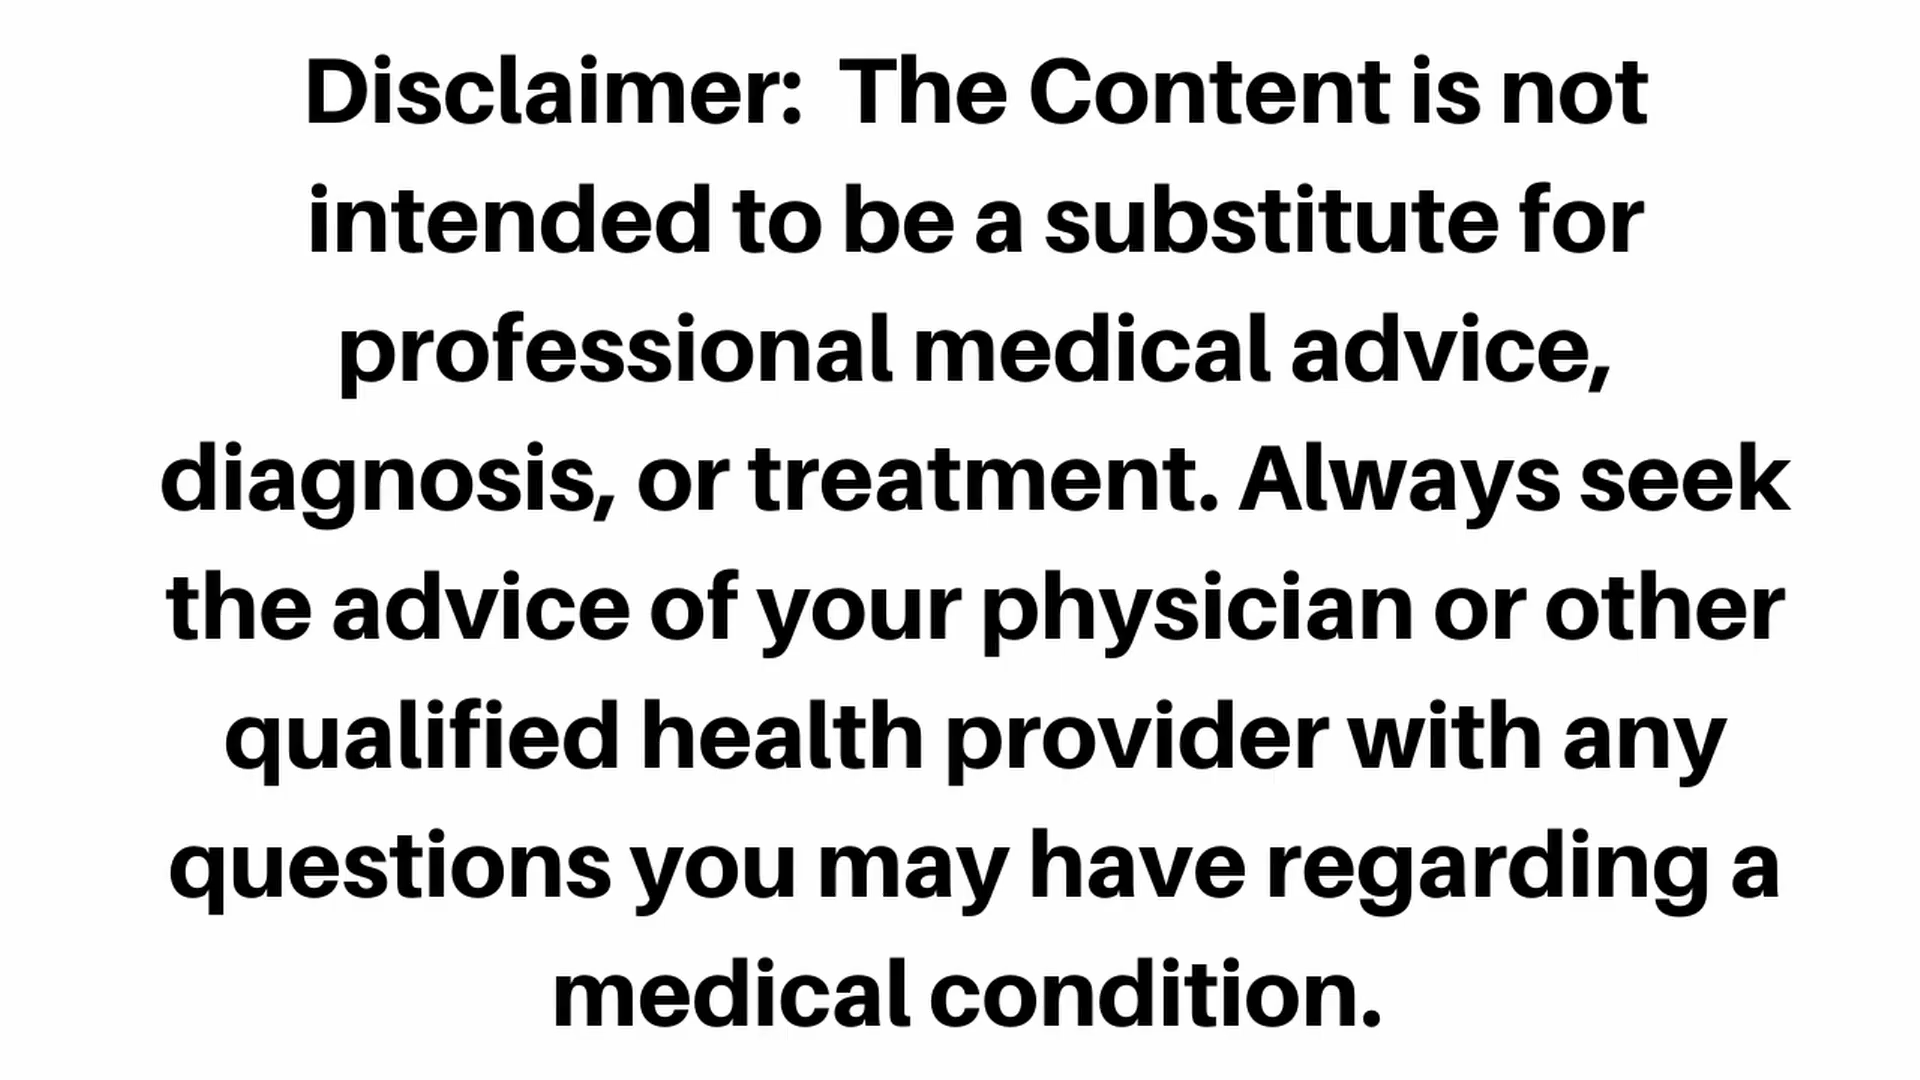 Disclaimer:  The Content is not
intended to be a substitute for
professional medical advice,
diagnosis, or treatment. Always seek
the advice of your physician or other
qualified health provider with any
questions you may have regarding a
medical condition.